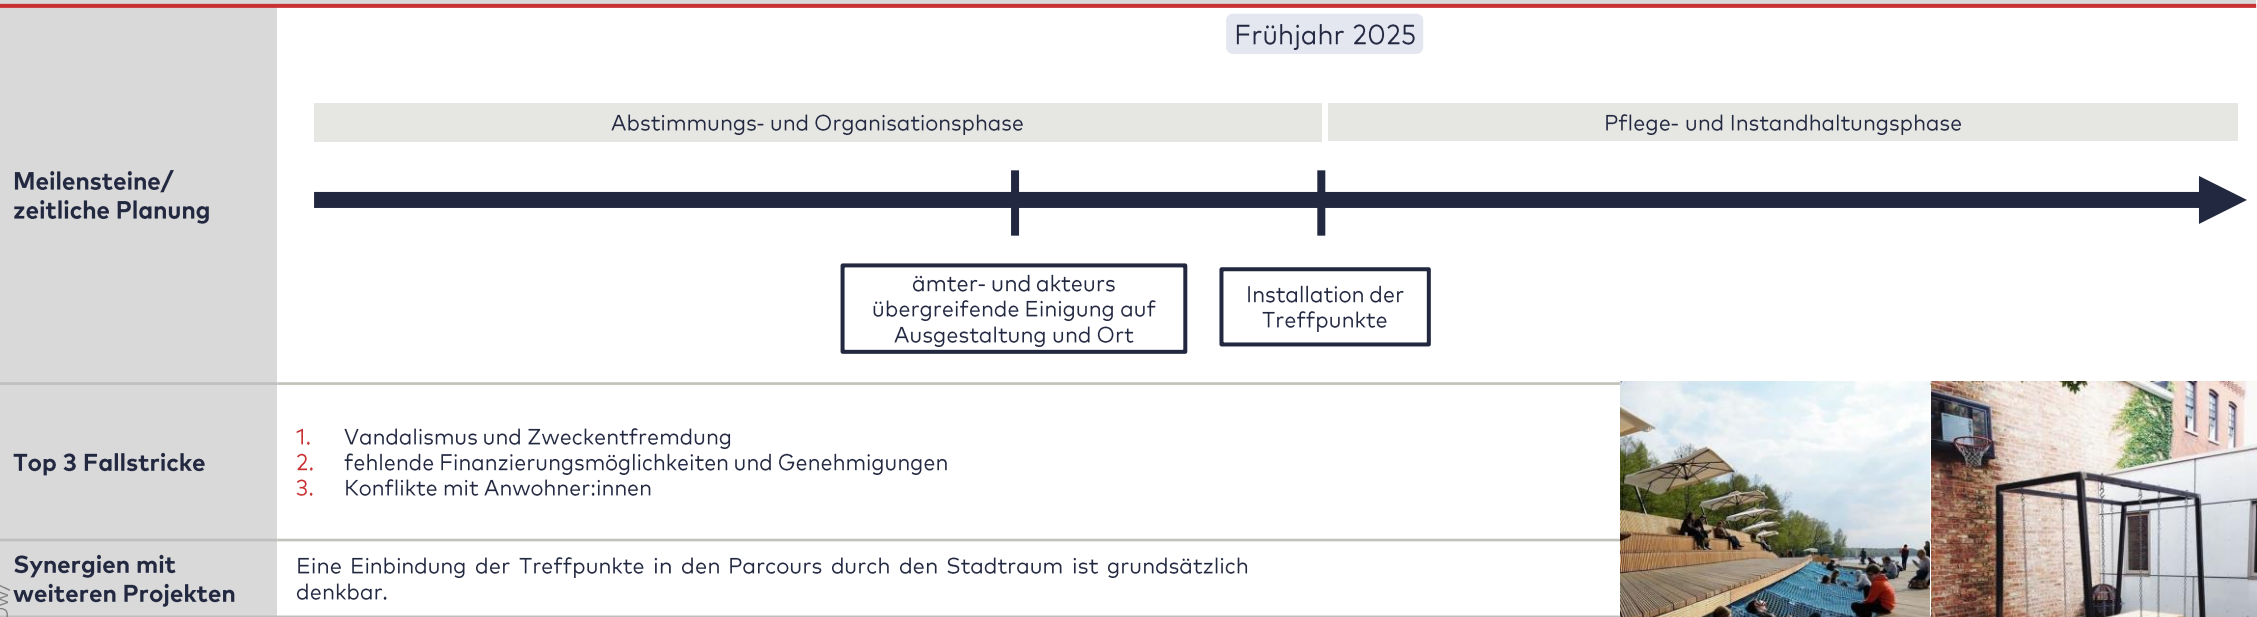 Frühjahr 2025
Abstimmungs- und Organisationsphase
Pflege- und Instandhaltungsphase
Meilensteine/
zeitliche Planung
ämter- und akteurs
übergreifende Einigung auf
Ausgestaltung und Ort
Installation der
Treffpunkte
Top 3 Fallstricke
1. Vandalismus und Zweckentfremdung
2. fehlende Finanzierungsmöglichkeiten und Genehmigungen
3. Konflikte mit Anwohner:innen
Synergien mit
weiteren Projekten
Eine Einbindung der Treffpunkte in den Parcours durch den Stadtraum ist grundsätzlich
denkbar.